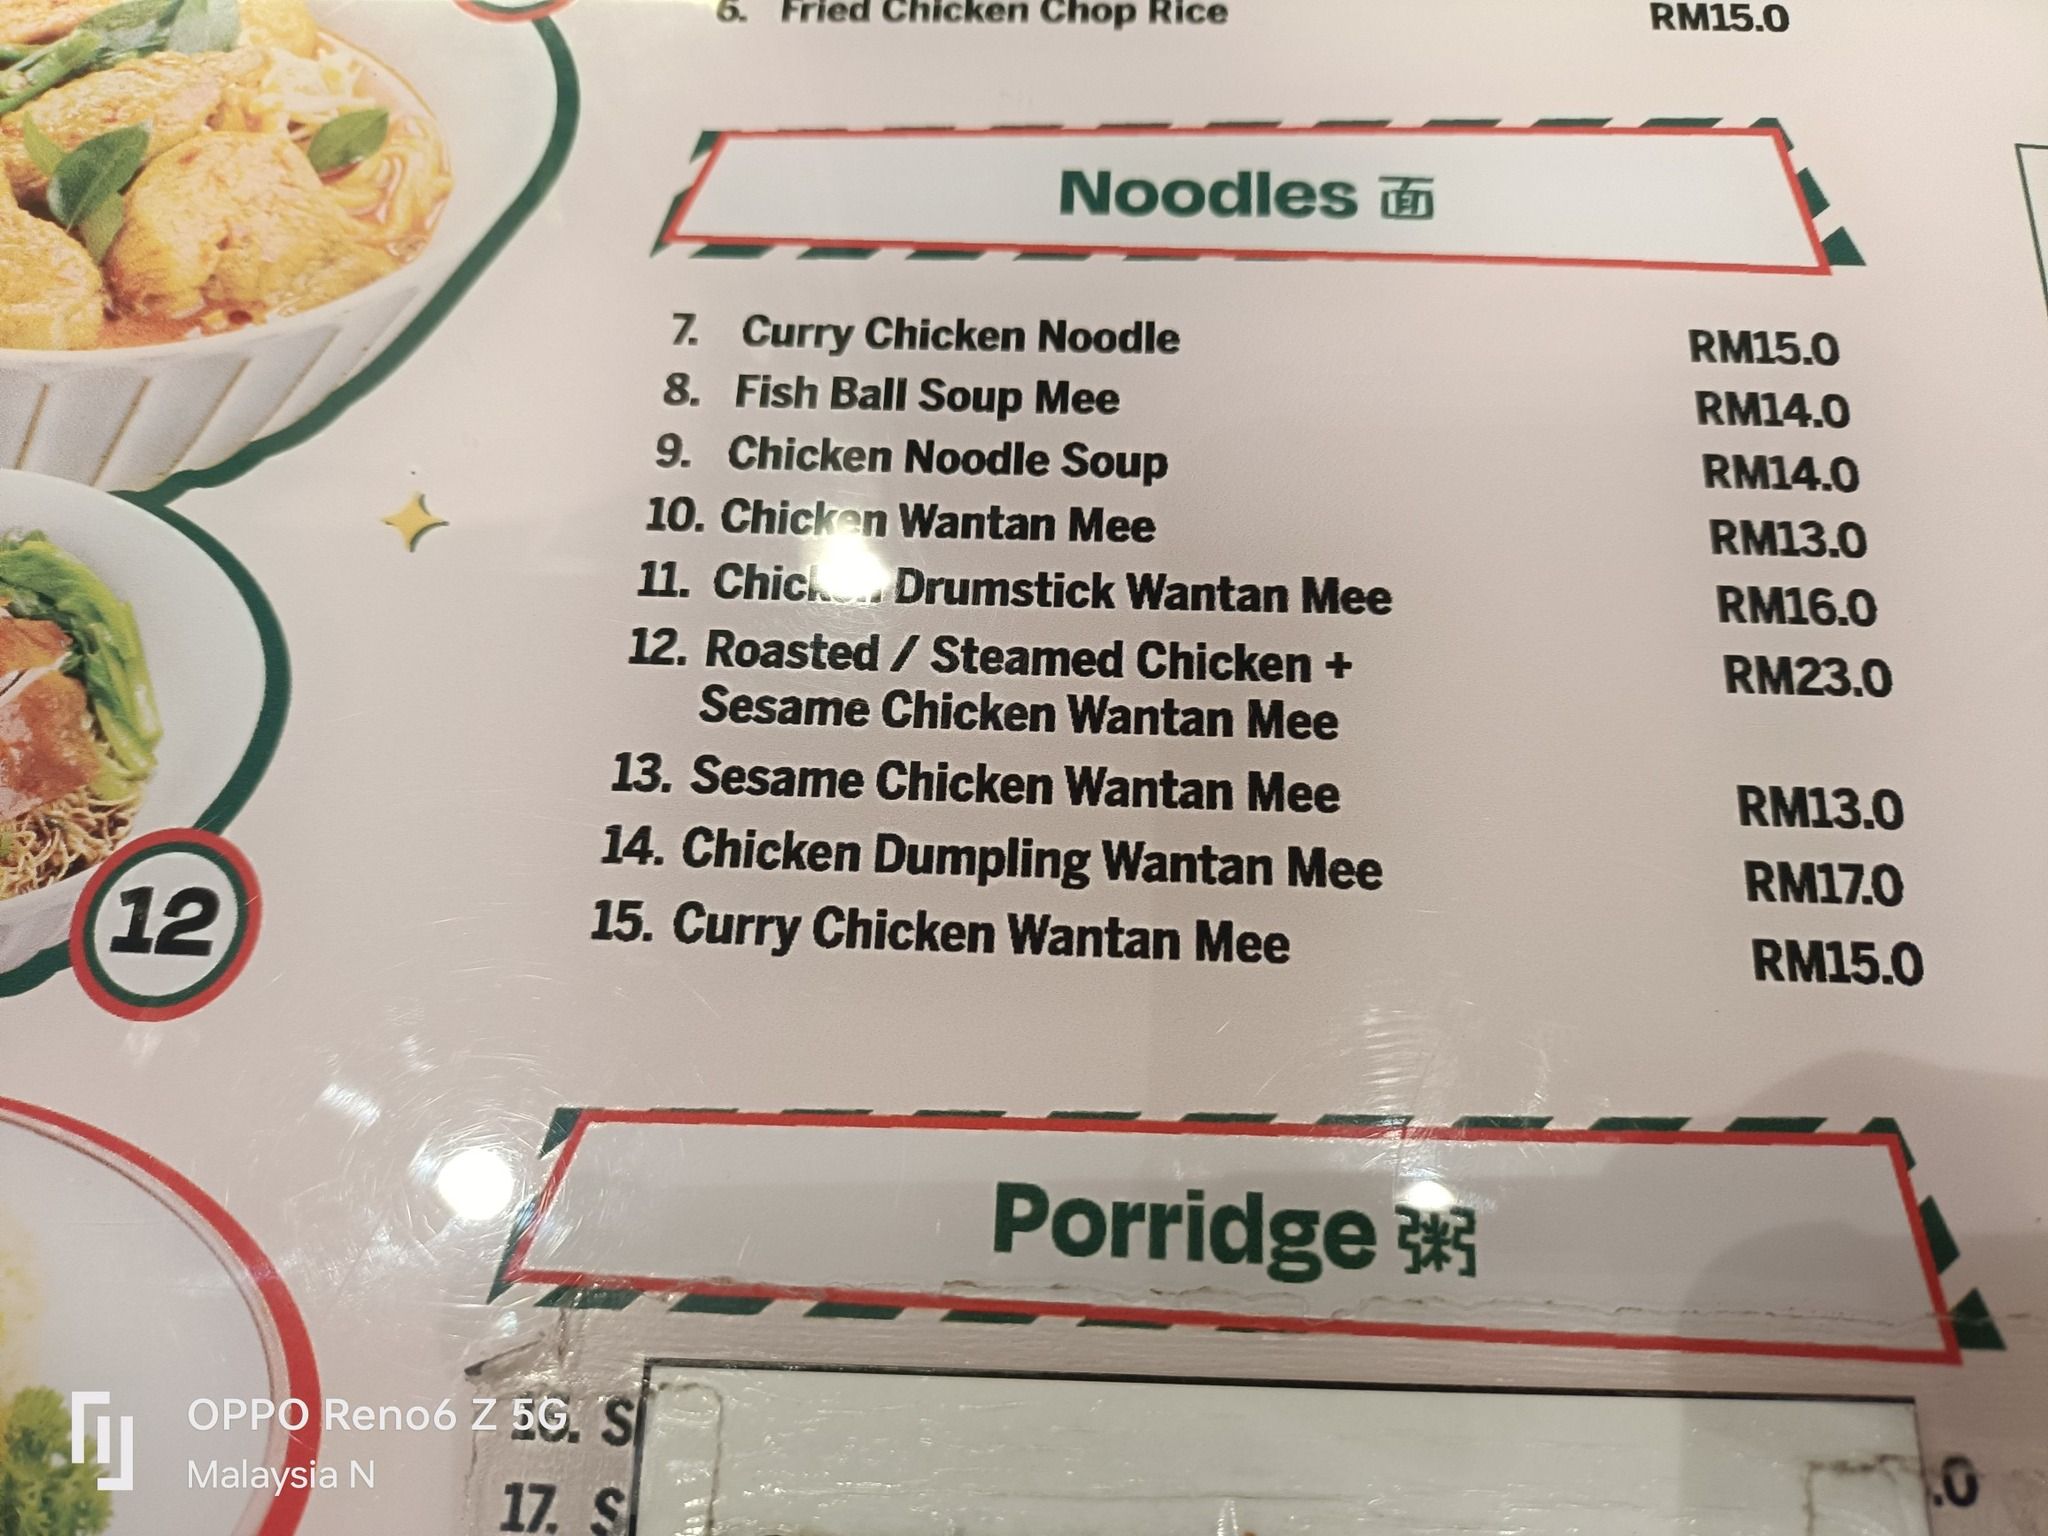 6. Fried Chicken Chop Rice RM15.0
Noodles 面
7. Curry Chicken Noodle RM15.0
8. Fish Ball Soup Mee RM14.0
9. Chicken Noodle Soup RM14.0
10. Chicken Wantan Mee RM13.0
11. Chicken Drumstick Wantan Mee RM16.0
12. Roasted / Steamed Chicken + RM23.0
Sesame Chicken Wantan Mee
13. Sesame Chicken Wantan Mee RM13.0
14. Chicken Dumpling Wantan Mee RM17.0
15. Curry Chicken Wantan Mee RM15.0
12
Porridge 粥
16. S
.0
17. S
OPPO Reno6 Z 5G
Malaysia N